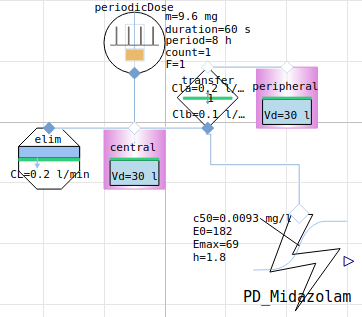 periodicDose
m=9.6 mg
duration=60 s
period=8 h
count=1
F=1
transfer
Cla=0.2 l/…
1
Clb=0.1 l/…
peripheral
Vd=30 l
elim
CL=0.2 l/min
central
Vd=30 l
c50=0.0093 mg/l
E0=182
Emax=69
h=1.8
PD_Midazolam